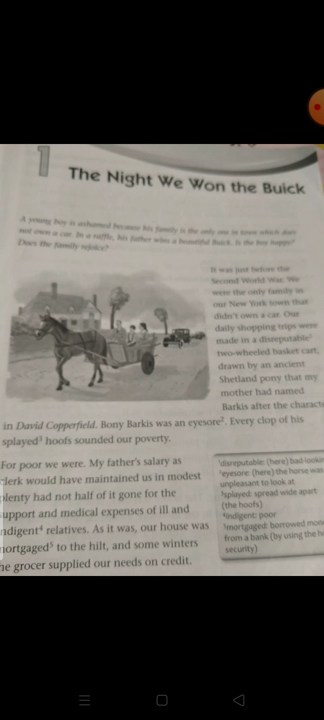 1
The Night We Won the Buick
A young boy is ashamed because his family is the only one in town which does
not own a car. In a raffle, his father wins a beautiful Buick. Is the boy happy?
Does the family rejoice?
It was just before the
Second World War. We
were the only family in
our New York town that
didn't own a car. Our
daily shopping trips were
made in a disreputable¹
two-wheeled basket cart,
drawn by an ancient
Shetland pony that my
mother had named
Barkis after the
in David Copperfield. Bony Barkis was an eyesore². Every clop of his
splayed³ hoofs sounded our poverty.
For poor we were. My father's salary as
clerk would have maintained us in modest
plenty had not half of it gone for the
support and medical expenses of ill and
indigent⁴ relatives. As it was, our house was
mortgaged⁵ to the hilt, and some winters
he grocer supplied our needs on credit.
¹disreputable: (here)
²eyesore: (here) the horse was
unpleasant to look at
³splayed: spread wide apart
(the hoofs)
⁴indigent: poor
⁵mortgaged: borrowed
from a bank (by using the
security)